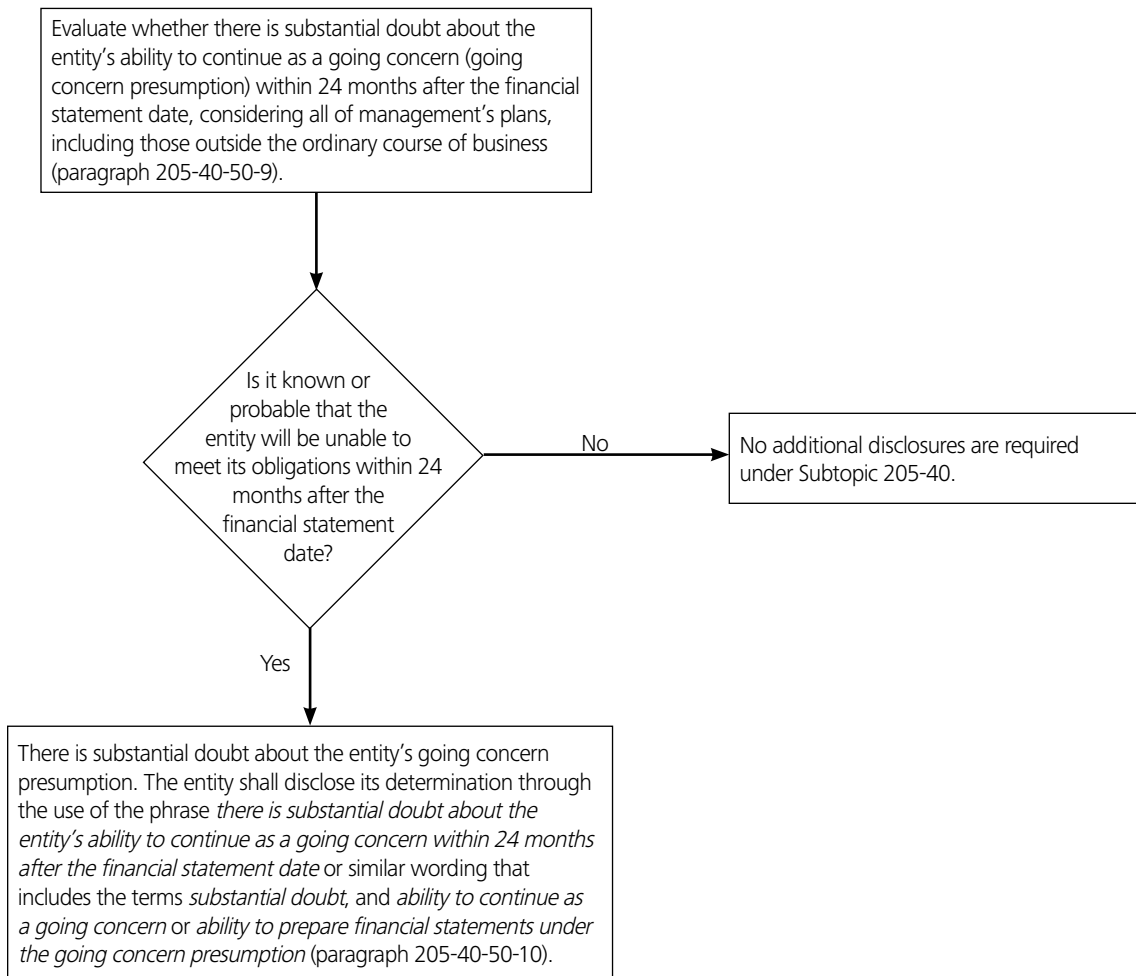 Evaluate whether there is substantial doubt about the
entity's ability to continue as a going concern (going
concern presumption) within 24 months after the financial
statement date, considering all of management's plans,
including those outside the ordinary course of business
(paragraph 205-40-50-9).
Is it known or
probable that the
entity will be unable to
meet its obligations within 24
months after the
financial statement
date?
No
No additional disclosures are required
under Subtopic 205-40.
Yes
There is substantial doubt about the entity's going concern
presumption. The entity shall disclose its determination through
the use of the phrase there is substantial doubt about the
entity's ability to continue as a going concern within 24 months
after the financial statement date or similar wording that
includes the terms substantial doubt, and ability to continue as
a going concern or ability to prepare financial statements under
the going concern presumption (paragraph 205-40-50-10).